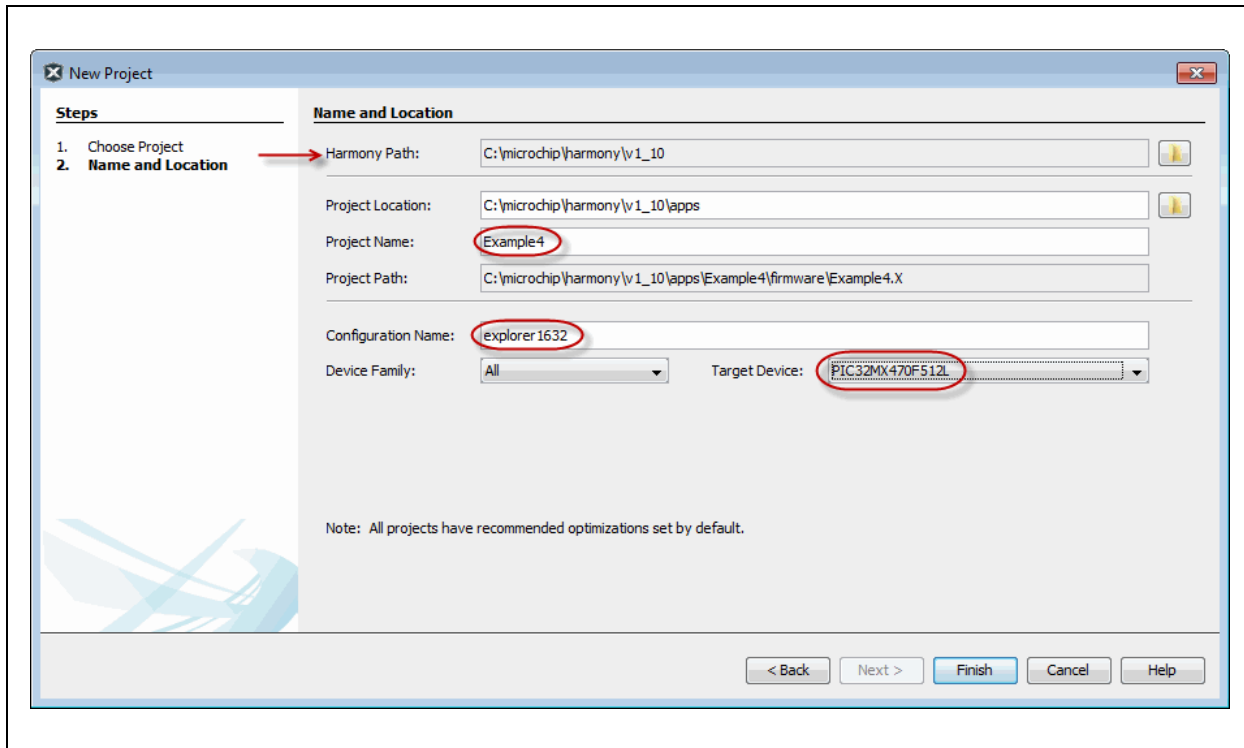 New Project
Steps
1. Choose Project
2. Name and Location
Name and Location
Harmony Path: C:\microchip\harmony\v1_10
Project Location: C:\microchip\harmony\v1_10\apps
Project Name: Example4
Project Path: C:\microchip\harmony\v1_10\apps\Example4\firmware\Example4.X
Configuration Name: explorer1632
Device Family: All Target Device: PIC32MX470F512L
Note: All projects have recommended optimizations set by default.
< Back Next > Finish Cancel Help